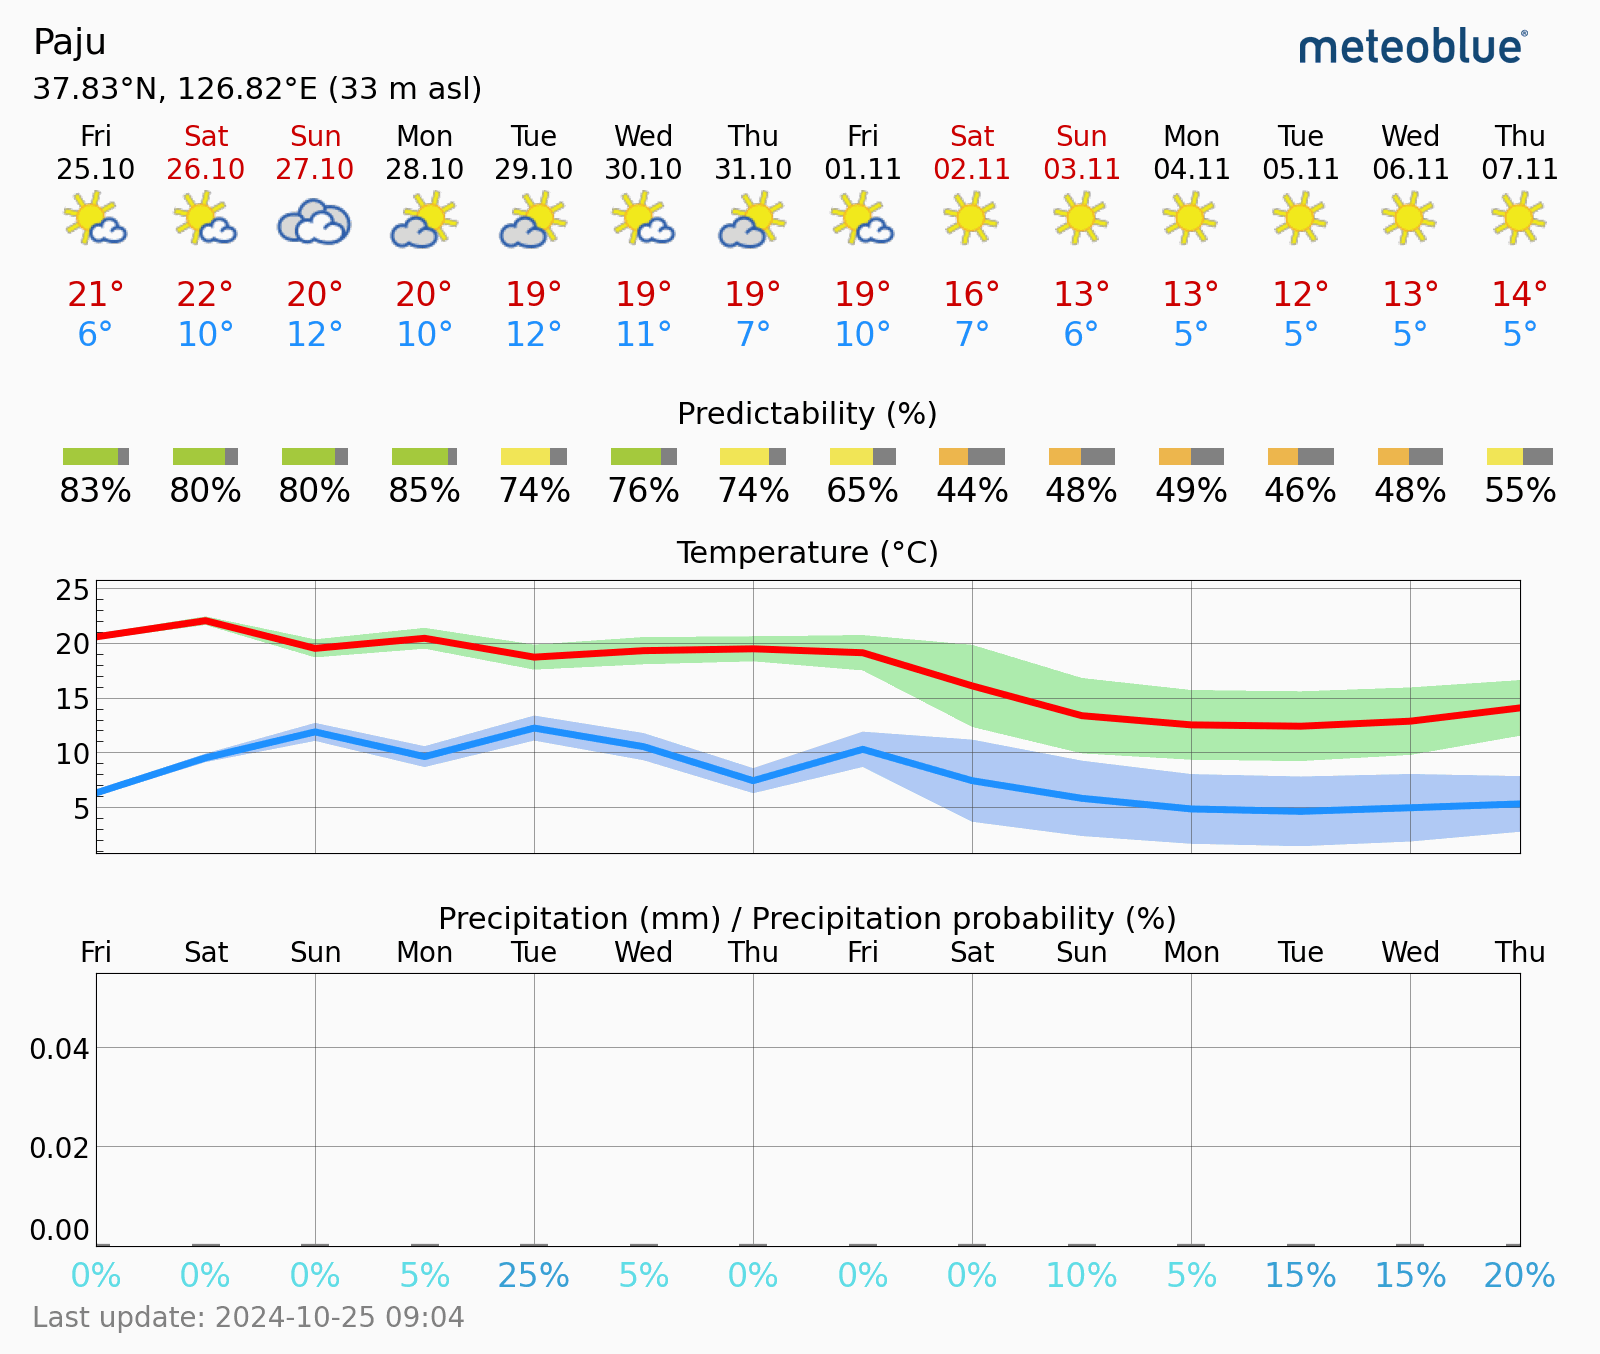 Paju
meteoblue®
37.83°N, 126.82°E (33 m asl)
Fri Sat Sun Mon Tue Wed Thu Fri Sat Sun Mon Tue Wed Thu
25.10 26.10 27.10 28.10 29.10 30.10 31.10 01.11 02.11 03.11 04.11 05.11 06.11 07.11
21° 22° 20° 20° 19° 19° 19° 19° 16° 13° 13° 12° 13° 14°
6° 10° 12° 10° 12° 11° 7° 10° 7° 6° 5° 5° 5° 5°
Predictability (%)
83% 80% 80% 85% 74% 76% 74% 65% 44% 48% 49% 46% 48% 55%
Temperature (°C)
25
20
15
10
5
Precipitation (mm) / Precipitation probability (%)
Fri Sat Sun Mon Tue Wed Thu Fri Sat Sun Mon Tue Wed Thu
0.04
0.02
0.00
0% 0% 0% 5% 25% 5% 0% 0% 0% 10% 5% 15% 15% 20%
Last update: 2024-10-25 09:04